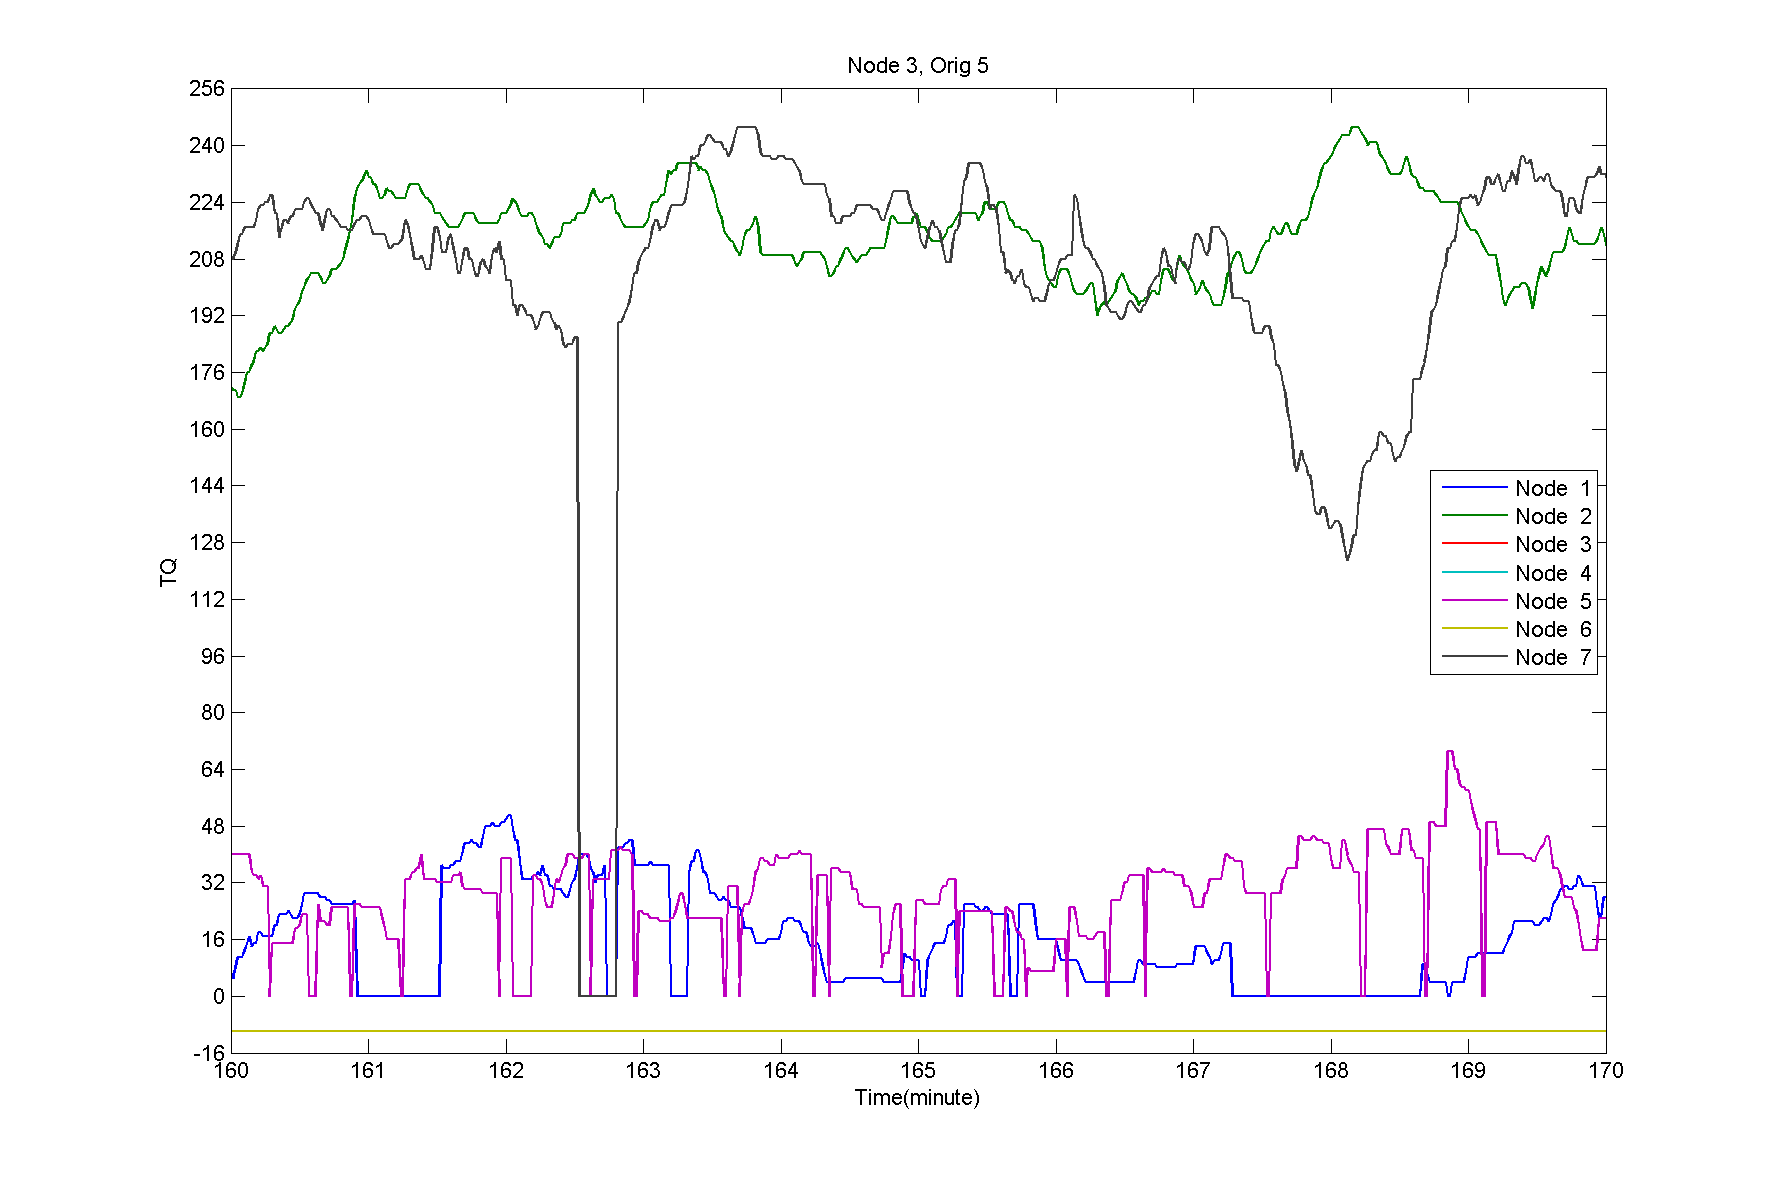 Node 3, Orig 5
256
240
224
208
192
176
160
144
128
112
96
80
64
48
32
16
0
-16
TQ
Node 1
Node 2
Node 3
Node 4
Node 5
Node 6
Node 7
160 161 162 163 164 165 166 167 168 169 170
Time(minute)